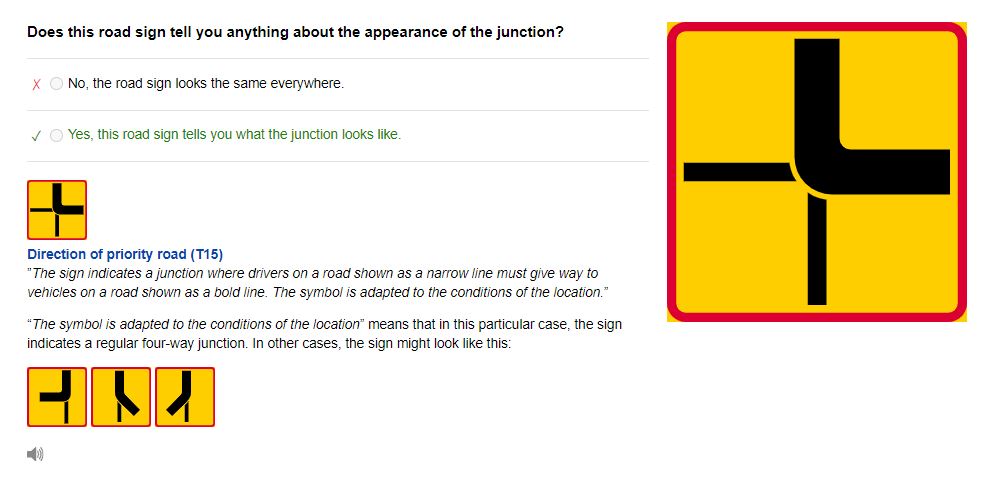 Does this road sign tell you anything about the appearance of the junction?
No, the road sign looks the same everywhere.
Yes, this road sign tells you what the junction looks like.
Direction of priority road (T15)
"The sign indicates a junction where drivers on a road shown as a narrow line must give way to
vehicles on a road shown as a bold line. The symbol is adapted to the conditions of the location.”
“The symbol is adapted to the conditions of the location” means that in this particular case, the sign
indicates a regular four-way junction. In other cases, the sign might look like this: